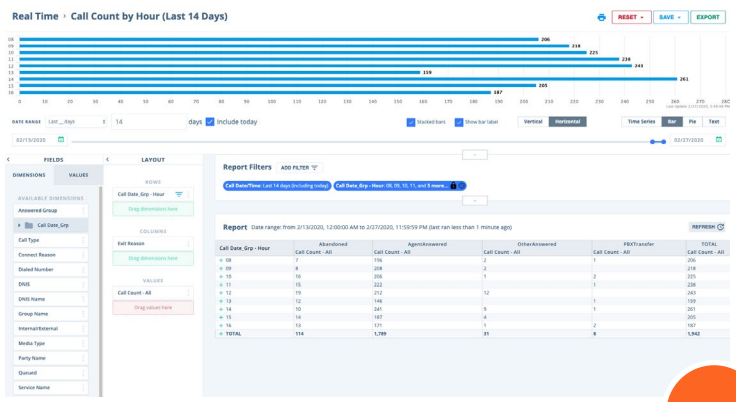 Real Time › Call Count by Hour (Last 14 Days)
RESET
SAVE
EXPORT
08 206
09 218
10 225
11 238
12 243
13 159
14 261
15 205
16 187
0 10 20 30 40 50 60 70 80 90 100 110 120 130 140 150 160 170 180 190 200 210 220 230 240 250 260 270 280
DATE RANGE Last __ days 14 days Include today Stacked bars Show bar label Vertical Horizontal Time Series Bar Pie Text
02/13/2020 02/27/2020
FIELDS
DIMENSIONS VALUES
AVAILABLE DIMENSIONS
Answered Group
Call Date_Grp
Call Type
Connect Reason
Dialed Number
DNIS
DNIS Name
Group Name
Internal/External
Media Type
Party Name
Queued
Service Name
LAYOUT
ROWS
Call Date_Grp - Hour
Drag dimensions here
COLUMNS
Exit Reason
Drag dimensions here
VALUES
Call Count - All
Drag values here
Report Filters ADD FILTER
Call Date/Time: Last 14 days (including today) Call Date_Grp - Hour: 08, 09, 10, 11, and 5 more...
Report Date range: from 2/13/2020, 12:00:00 AM to 2/27/2020, 11:59:59 PM (last ran less than 1 minute ago) REFRESH
Call Date_Grp - Hour Abandoned AgentAnswered OtherAnswered PBXTransfer TOTAL
Call Count - All Call Count - All Call Count - All Call Count - All Call Count - All
+ 08 7 196 2 1 206
+ 09 8 208 2 218
+ 10 16 206 1 2 225
+ 11 15 222 1 238
+ 12 19 212 12 243
+ 13 12 146 1 159
+ 14 10 241 9 1 261
+ 15 14 187 4 205
+ 16 13 171 1 2 187
+ TOTAL 114 1,789 31 8 1,942